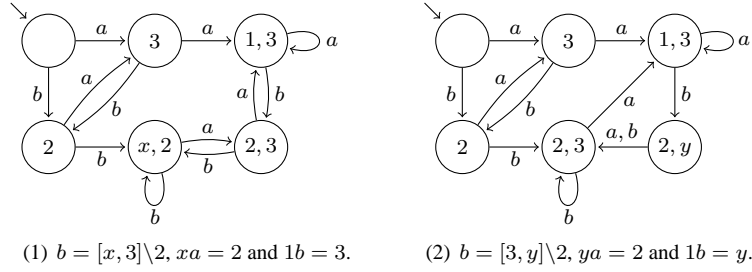 a a
3 1, 3 a
b a b a b
2 b x, 2 a b 2, 3
b
(1) b = [x, 3]\2, xa = 2 and 1b = 3.
a a
3 1, 3 a
b a b a b
2 b 2, 3 a, b 2, y
b
(2) b = [3, y]\2, ya = 2 and 1b = y.